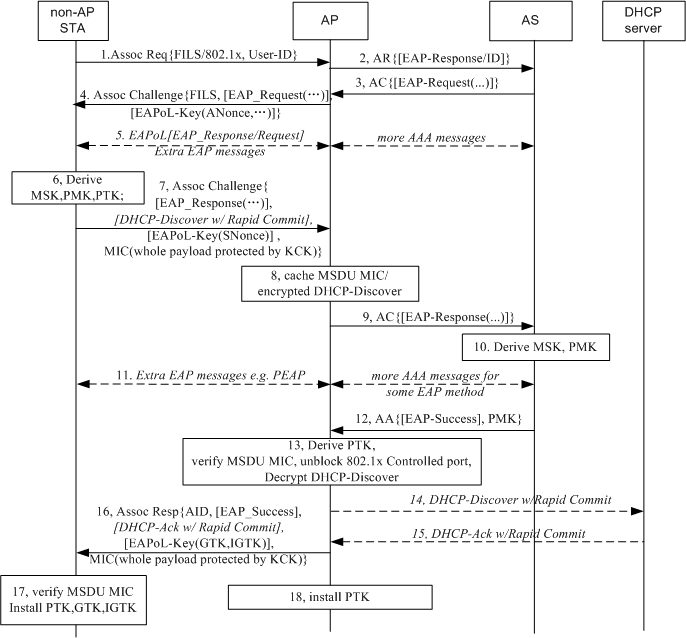 non-AP
STA
AP
AS
DHCP
server
1.Assoc Req{FILS/802.1x, User-ID}
2, AR{[EAP-Response/ID]}
3, AC{[EAP-Request(...)]}
4. Assoc Challenge{FILS, [EAP_Request(···)],
[EAPoL-Key(ANonce,···)]}
5. EAPoL[EAP_Response/Request]
Extra EAP messages
more AAA messages
6, Derive
MSK,PMK,PTK;
7, Assoc Challenge{
[EAP_Response(···)],
[DHCP-Discover w/ Rapid Commit],
[EAPoL-Key(SNonce)] ,
MIC(whole payload protected by KCK)}
8, cache MSDU MIC/
encrypted DHCP-Discover
9, AC{[EAP-Response(...)]}
10. Derive MSK, PMK
11. Extra EAP messages e.g. PEAP
more AAA messages for
some EAP method
12, AA{[EAP-Success], PMK}
13, Derive PTK,
verify MSDU MIC, unblock 802.1x Controlled port,
Decrypt DHCP-Discover
14, DHCP-Discover w/Rapid Commit
15, DHCP-Ack w/Rapid Commit
16, Assoc Resp{AID, [EAP_Success],
[DHCP-Ack w/ Rapid Commit],
[EAPoL-Key(GTK,IGTK)],
MIC(whole payload protected by KCK)}
17, verify MSDU MIC
Install PTK,GTK,IGTK
18, install PTK